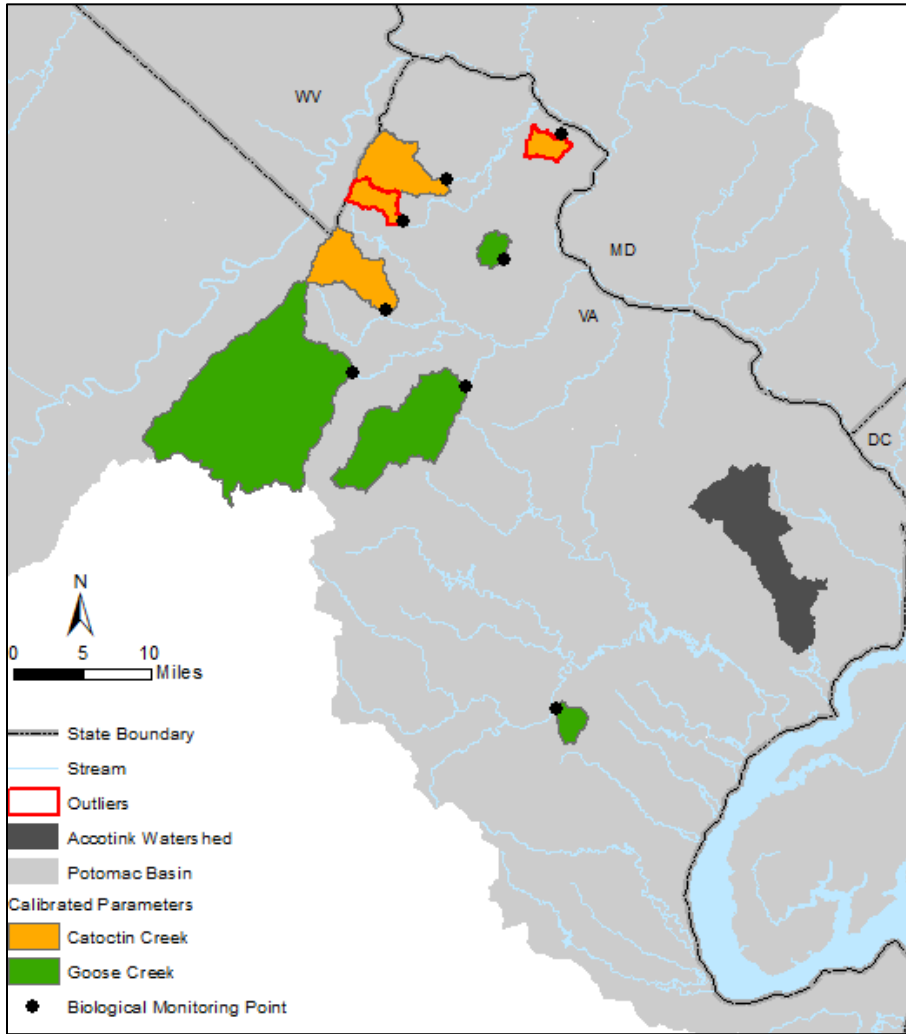 WV
MD
VA
DC
N
0 5 10
Miles
State Boundary
Stream
Outliers
Accotink Watershed
Potomac Basin
Calibrated Parameters
Catoctin Creek
Goose Creek
Biological Monitoring Point